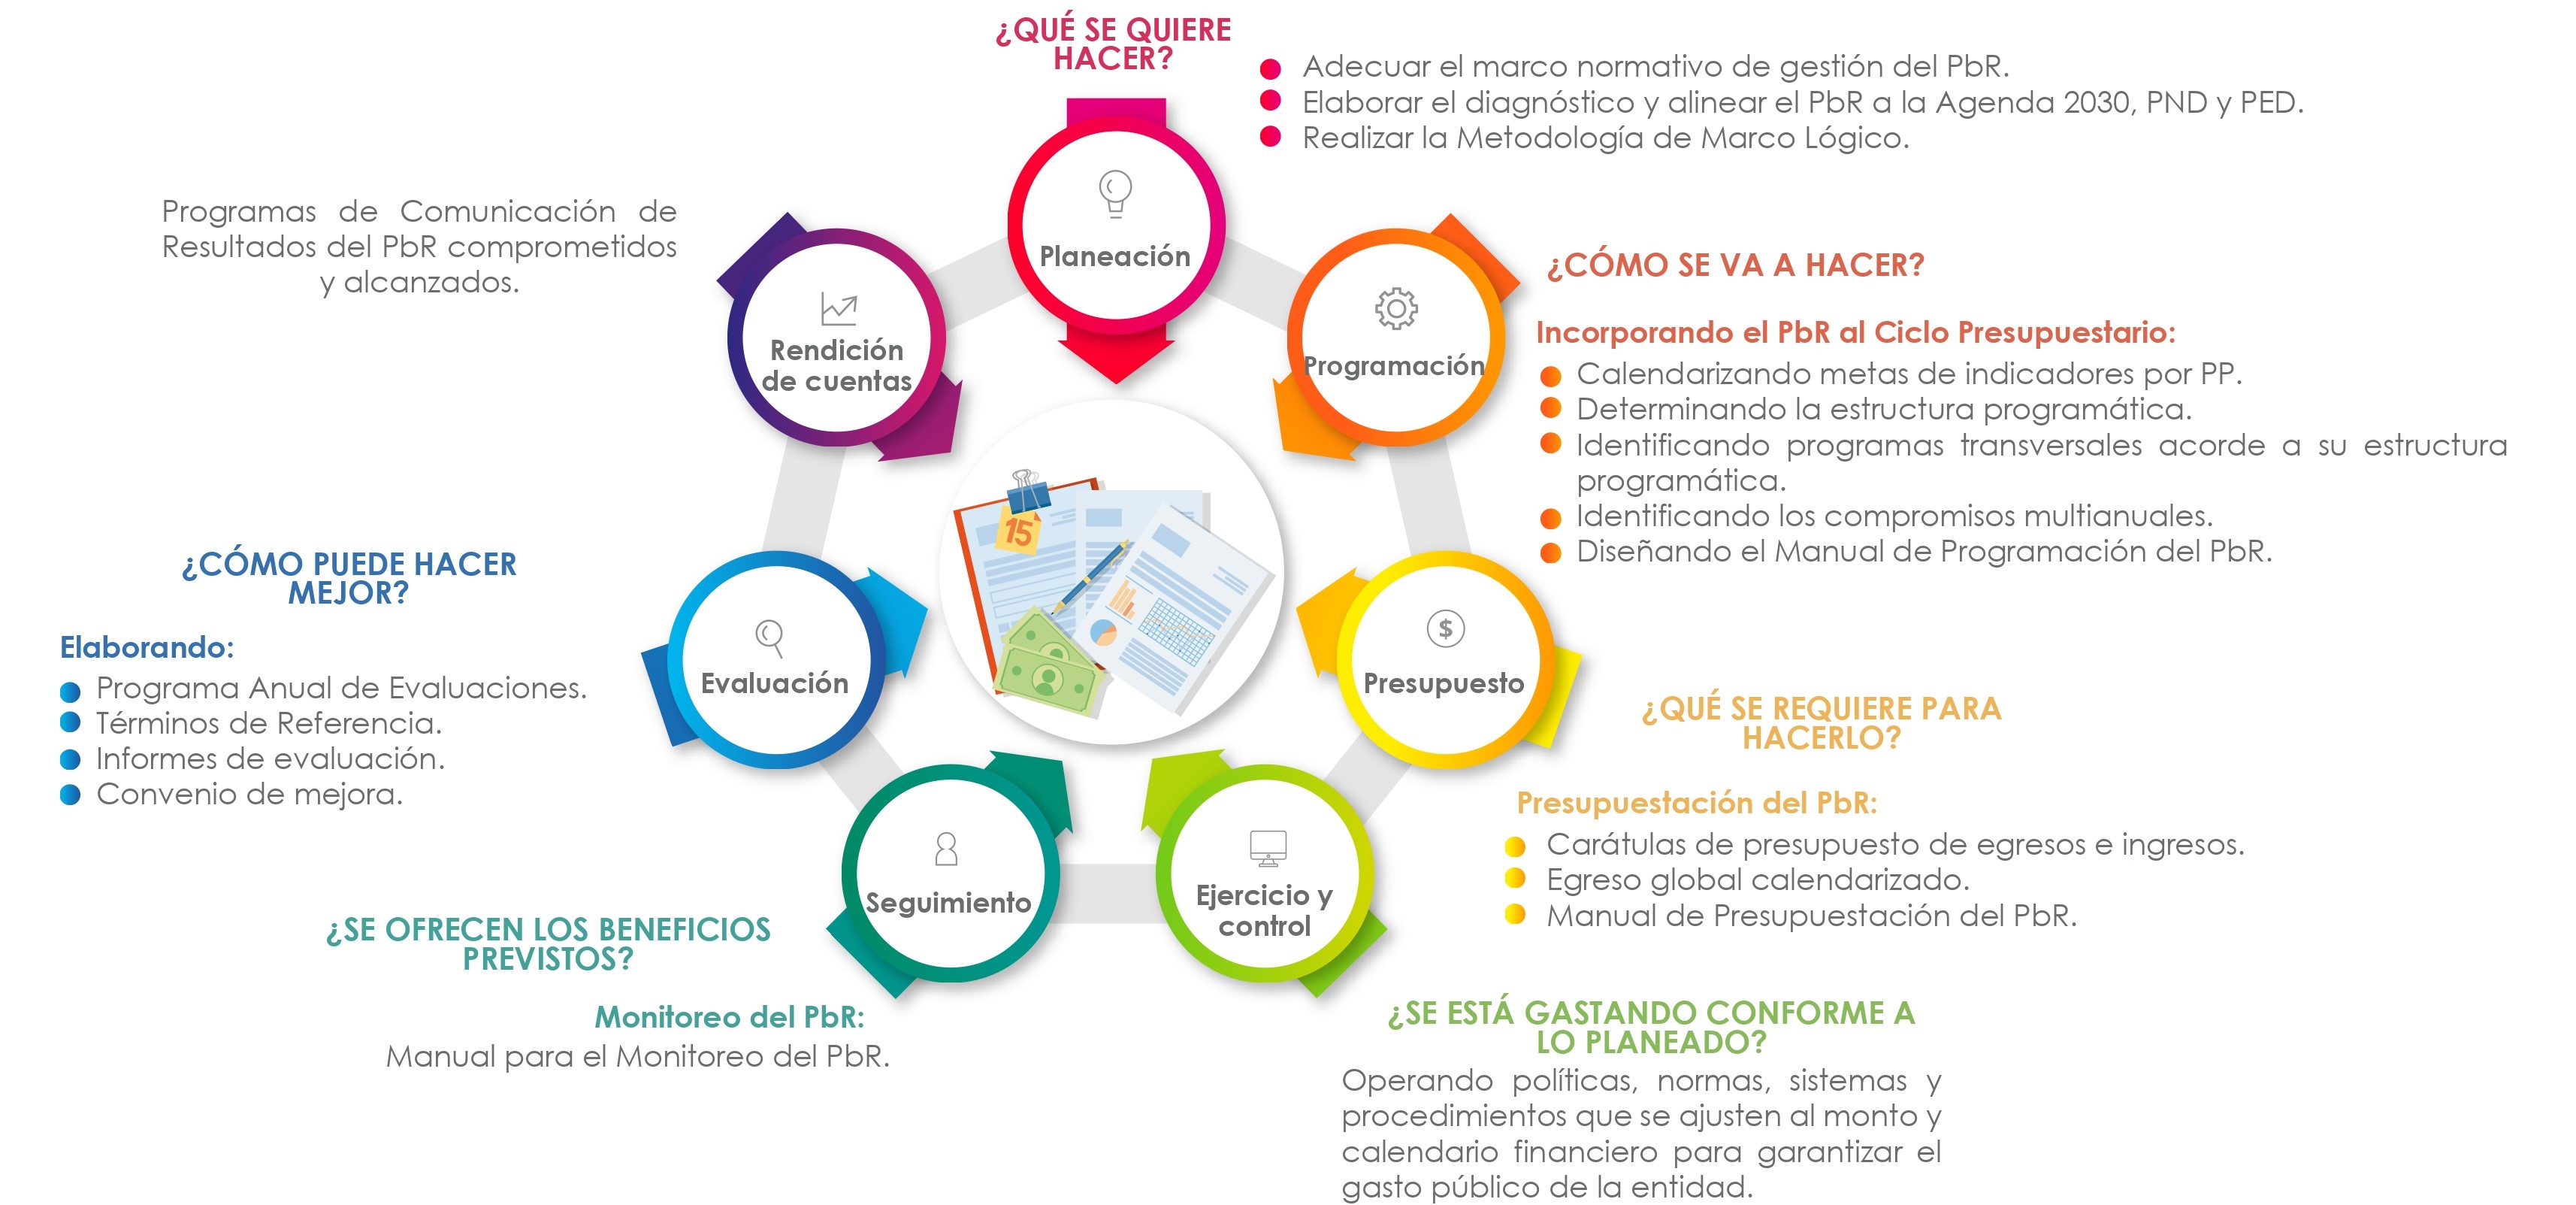 ¿QUÉ SE QUIERE
HACER?
Adecuar el marco normativo de gestión del PbR.
Elaborar el diagnóstico y alinear el PbR a la Agenda 2030, PND y PED.
Realizar la Metodología de Marco Lógico.
Planeación
¿CÓMO SE VA A HACER?
Incorporando el PbR al Ciclo Presupuestario:
Calendarizando metas de indicadores por PP.
Determinando la estructura programática.
Identificando programas transversales acorde a su estructura
programática.
Identificando los compromisos multianuales.
Diseñando el Manual de Programación del PbR.
Programación
¿QUÉ SE REQUIERE PARA
HACERLO?
Presupuestación del PbR:
Carátulas de presupuesto de egresos e ingresos.
Egreso global calendarizado.
Manual de Presupuestación del PbR.
$
Presupuesto
¿SE ESTÁ GASTANDO CONFORME A
LO PLANEADO?
Operando políticas, normas, sistemas y
procedimientos que se ajusten al monto y
calendario financiero para garantizar el
gasto público de la entidad.
Ejercicio y
control
¿SE OFRECEN LOS BENEFICIOS
PREVISTOS?
Monitoreo del PbR:
Manual para el Monitoreo del PbR.
Seguimiento
¿CÓMO PUEDE HACER
MEJOR?
Elaborando:
Programa Anual de Evaluaciones.
Términos de Referencia.
Informes de evaluación.
Convenio de mejora.
Evaluación
Programas de Comunicación de
Resultados del PbR comprometidos
y alcanzados.
Rendición
de cuentas
15